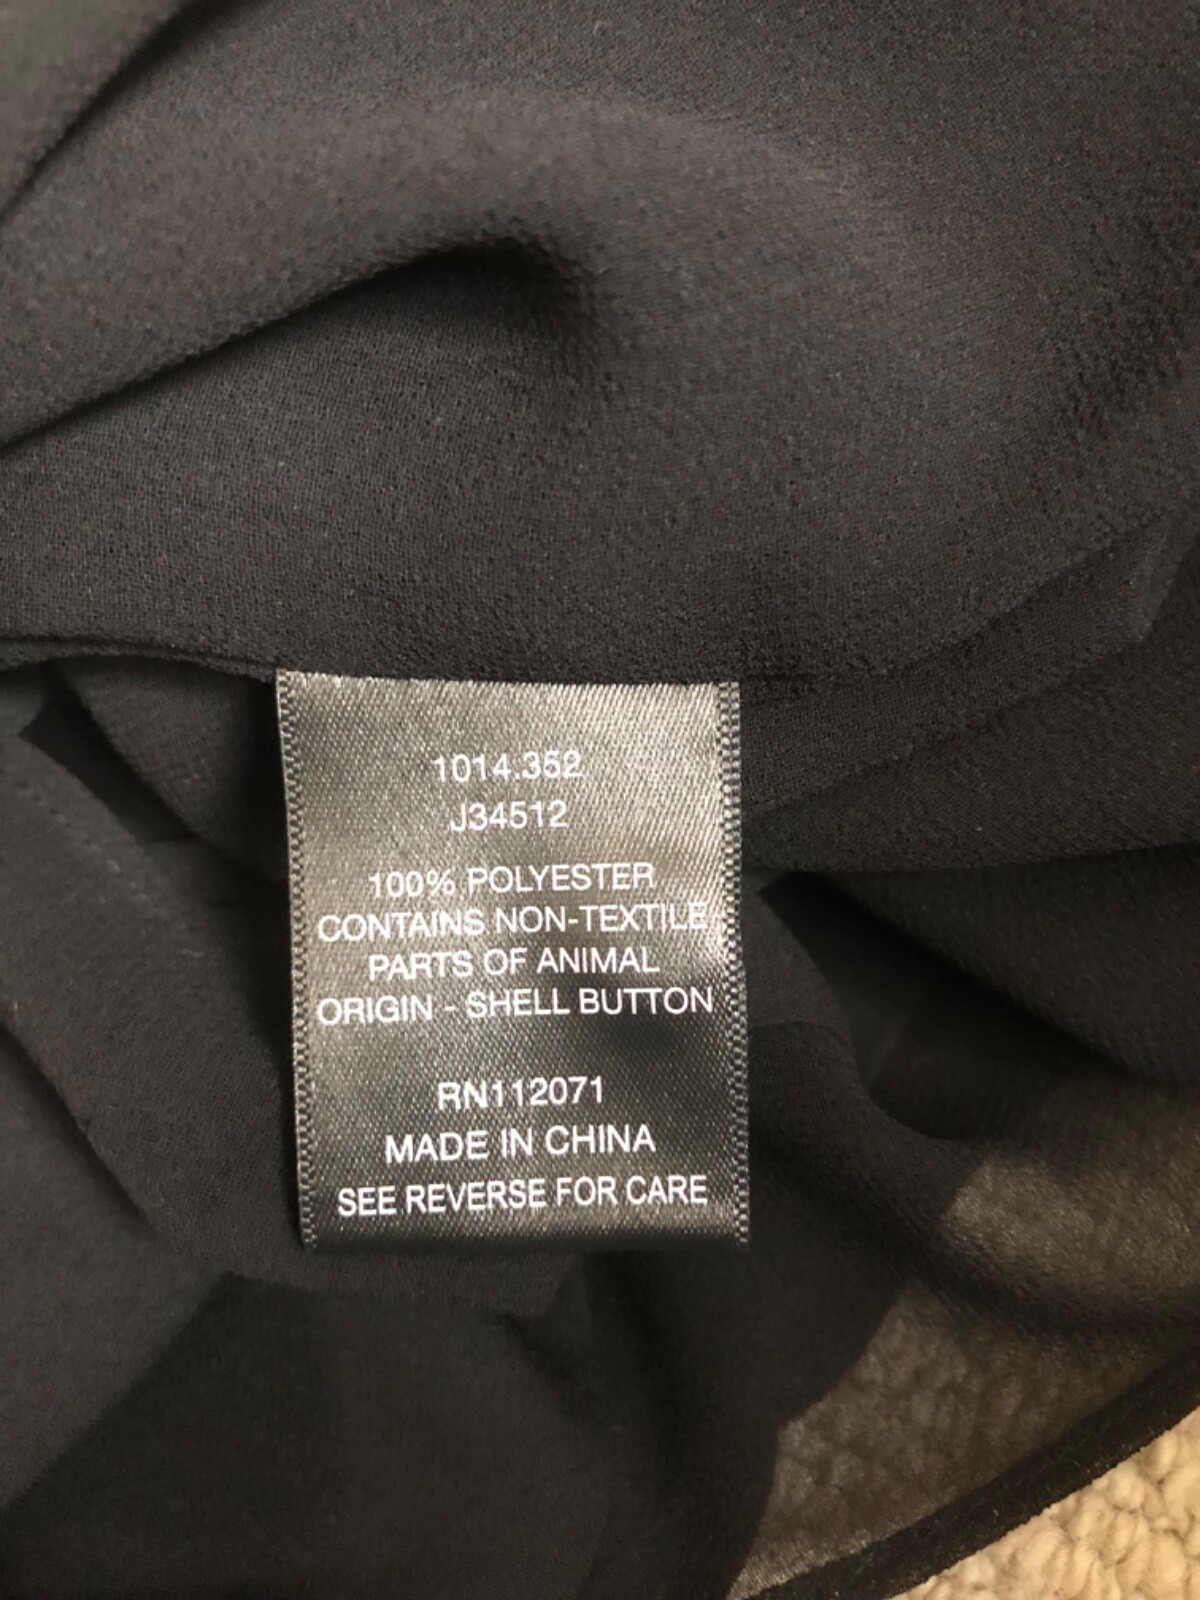 1014.352
J34512
100% POLYESTER
CONTAINS NON-TEXTILE
PARTS OF ANIMAL
ORIGIN - SHELL BUTTON
RN112071
MADE IN CHINA
SEE REVERSE FOR CARE